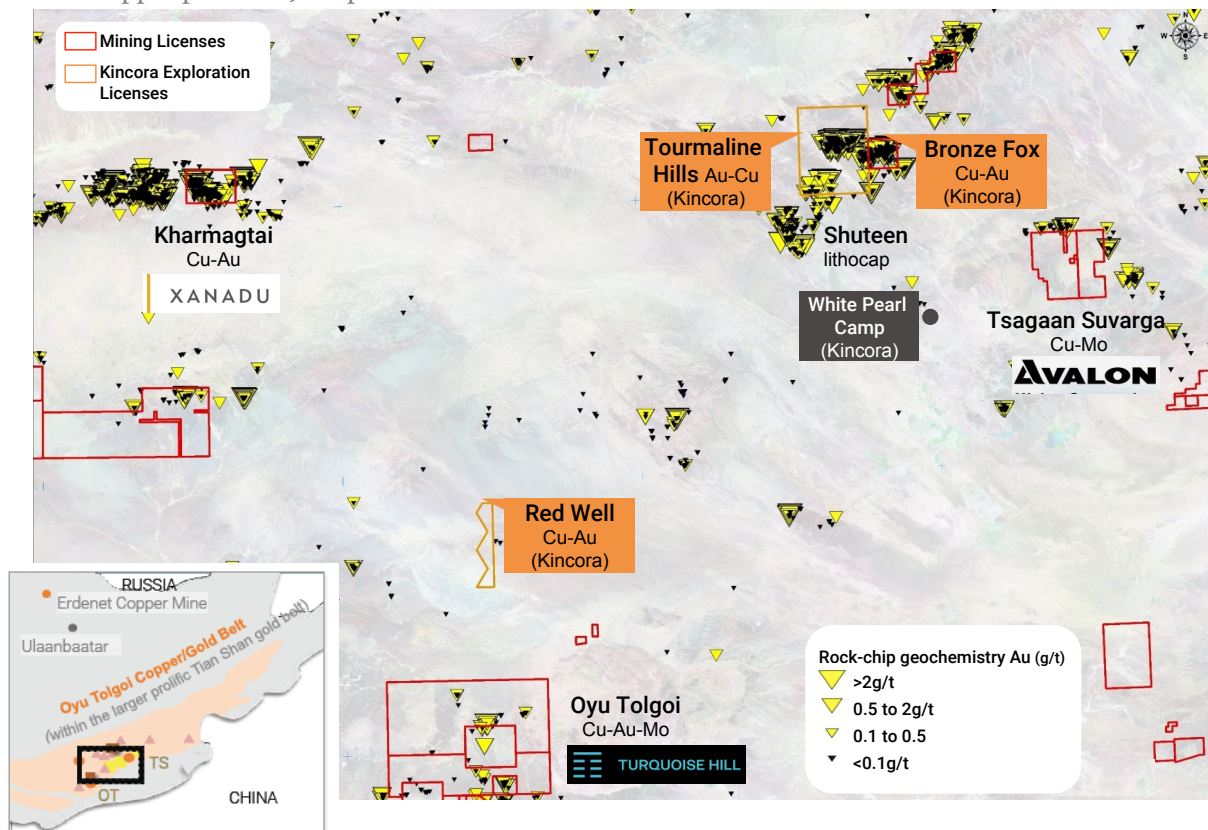 Mining Licenses
Kincora Exploration
Licenses
N
W
E
S
Tourmaline
Hills Au-Cu
(Kincora)
Bronze Fox
Cu-Au
(Kincora)
Kharmagtai
Cu-Au
XANADU
Shuteen
lithocap
White Pearl
Camp
(Kincora)
Tsagaan Suvarga
Cu-Mo
AVALON
Red Well
Cu-Au
(Kincora)
RUSSIA
Erdenet Copper Mine
Ulaanbaatar
Oyu Tolgoi Copper/Gold Belt
(within the larger prolific Tian Shan gold belt)
TS
OT
CHINA
Oyu Tolgoi
Cu-Au-Mo
TURQUOISE HILL
Rock-chip geochemistry Au (g/t)
>2g/t
0.5 to 2g/t
0.1 to 0.5
<0.1g/t